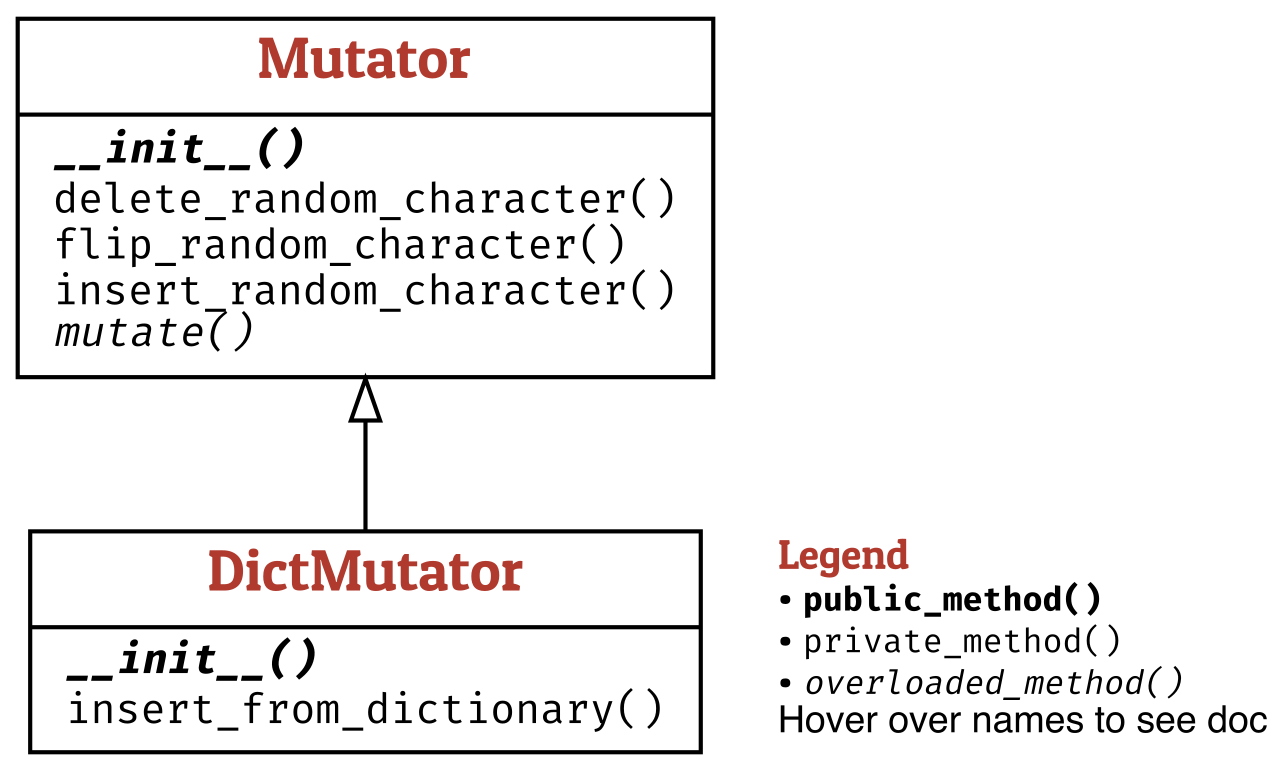 Mutator
__init__()
delete_random_character()
flip_random_character()
insert_random_character()
mutate()
DictMutator
__init__()
insert_from_dictionary()
Legend
• public_method()
• private_method()
• overloaded_method()
Hover over names to see doc